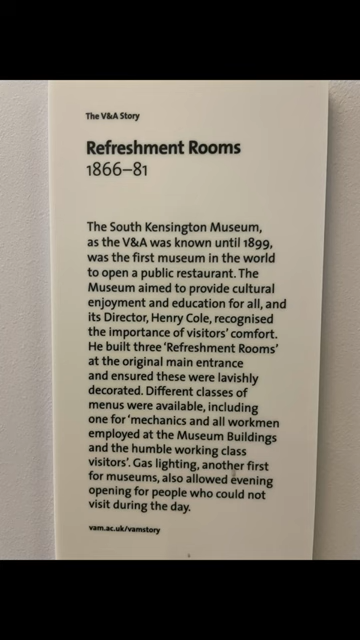 The V&A Story
Refreshment Rooms
1866–81
The South Kensington Museum,
as the V&A was known until 1899,
was the first museum in the world
to open a public restaurant. The
Museum aimed to provide cultural
enjoyment and education for all, and
its Director, Henry Cole, recognised
the importance of visitors’ comfort.
He built three ‘Refreshment Rooms’
at the original main entrance
and ensured these were lavishly
decorated. Different classes of
menus were available, including
one for ‘mechanics and all workmen
employed at the Museum Buildings
and the humble working class
visitors’. Gas lighting, another first
for museums, also allowed evening
opening for people who could not
visit during the day.
vam.ac.uk/vamstory